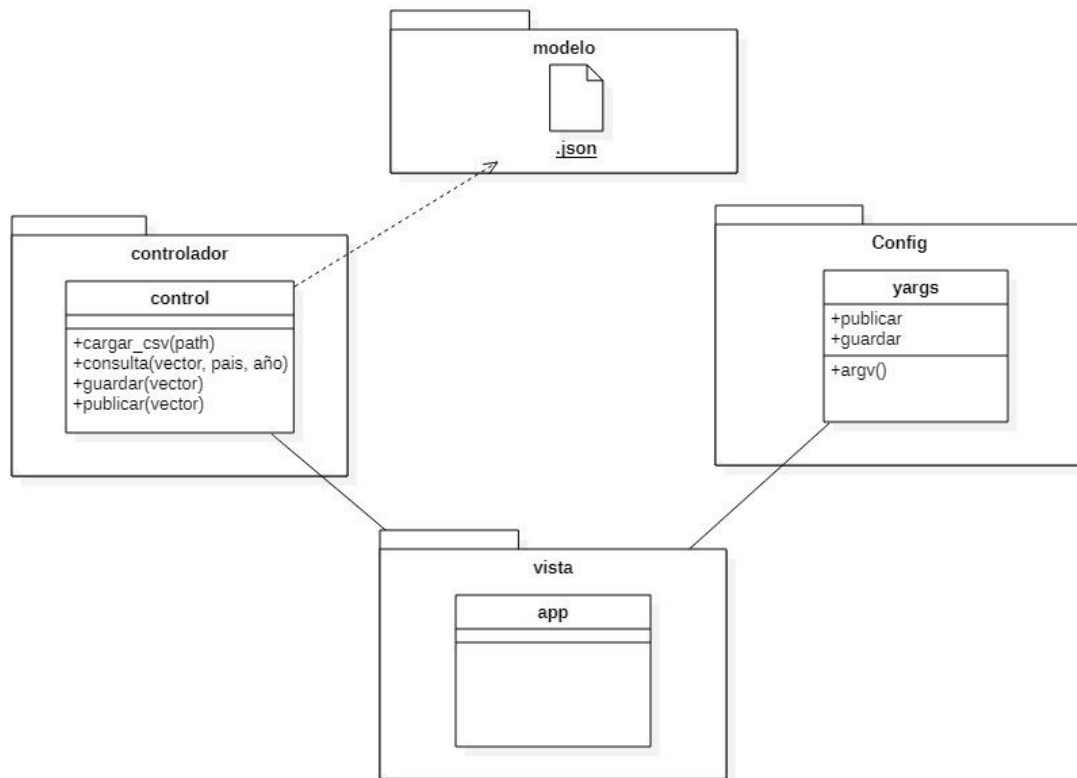 modelo
.json
controlador
control
+cargar_csv(path)
+consulta(vector, pais, año)
+guardar(vector)
+publicar(vector)
Config
yargs
+publicar
+guardar
+argv()
vista
app